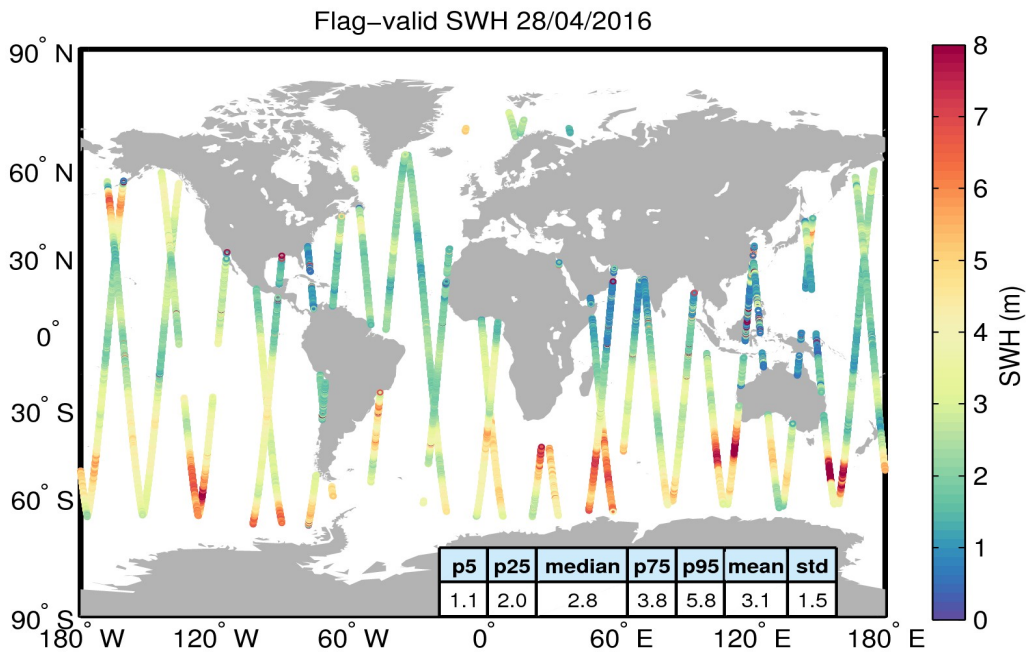 Flag−valid SWH 28/04/2016
90° N
60° N
30° N
0°
30° S
60° S
90° S
180° W
120° W
60° W
0°
60° E
120° E
180° E
p5 p25 median p75 p95 mean std
1.1 2.0 2.8 3.8 5.8 3.1 1.5
8
7
6
5
4
3
2
1
0
SWH (m)